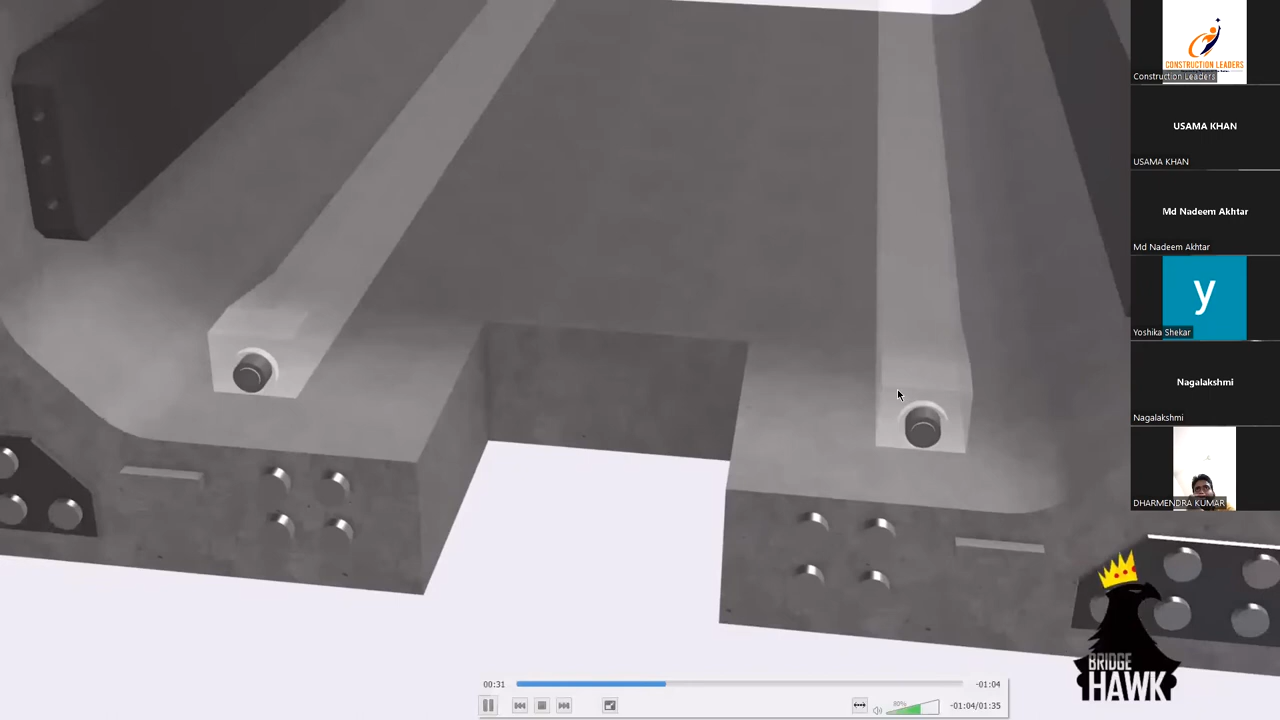 CONSTRUCTION LEADERS
Construction Leaders
USAMA KHAN
USAMA KHAN
Md Nadeem Akhtar
Md Nadeem Akhtar
y
Yoshika Shekar
Nagalakshmi
Nagalakshmi
DHARMENDRA KUMAR
BRIDGE
HAWK
00:31
-01:04
80%
-01:04/01:35